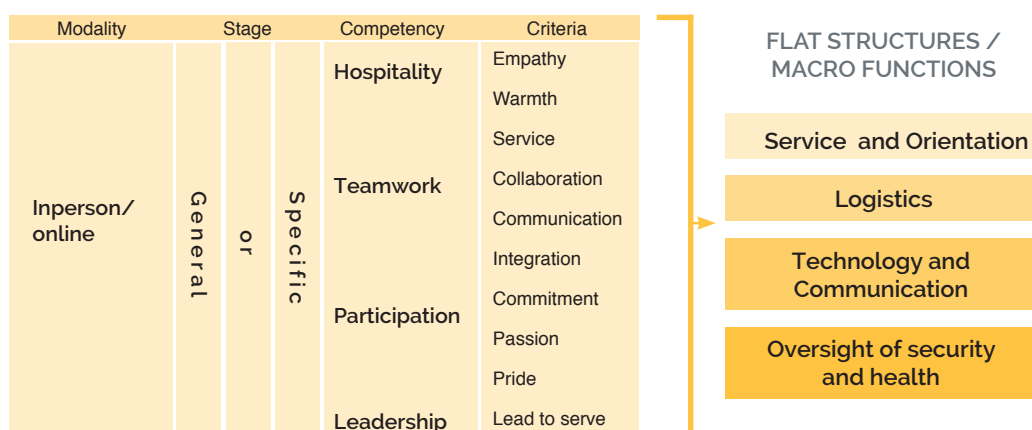 Modality Stage Competency Criteria
Inperson/
online
General
or
Specific
Hospitality
Empathy
Warmth
Service
Teamwork
Collaboration
Communication
Integration
Participation
Commitment
Passion
Pride
Leadership
Lead to serve
FLAT STRUCTURES /
MACRO FUNCTIONS
Service and Orientation
Logistics
Technology and
Communication
Oversight of security
and health